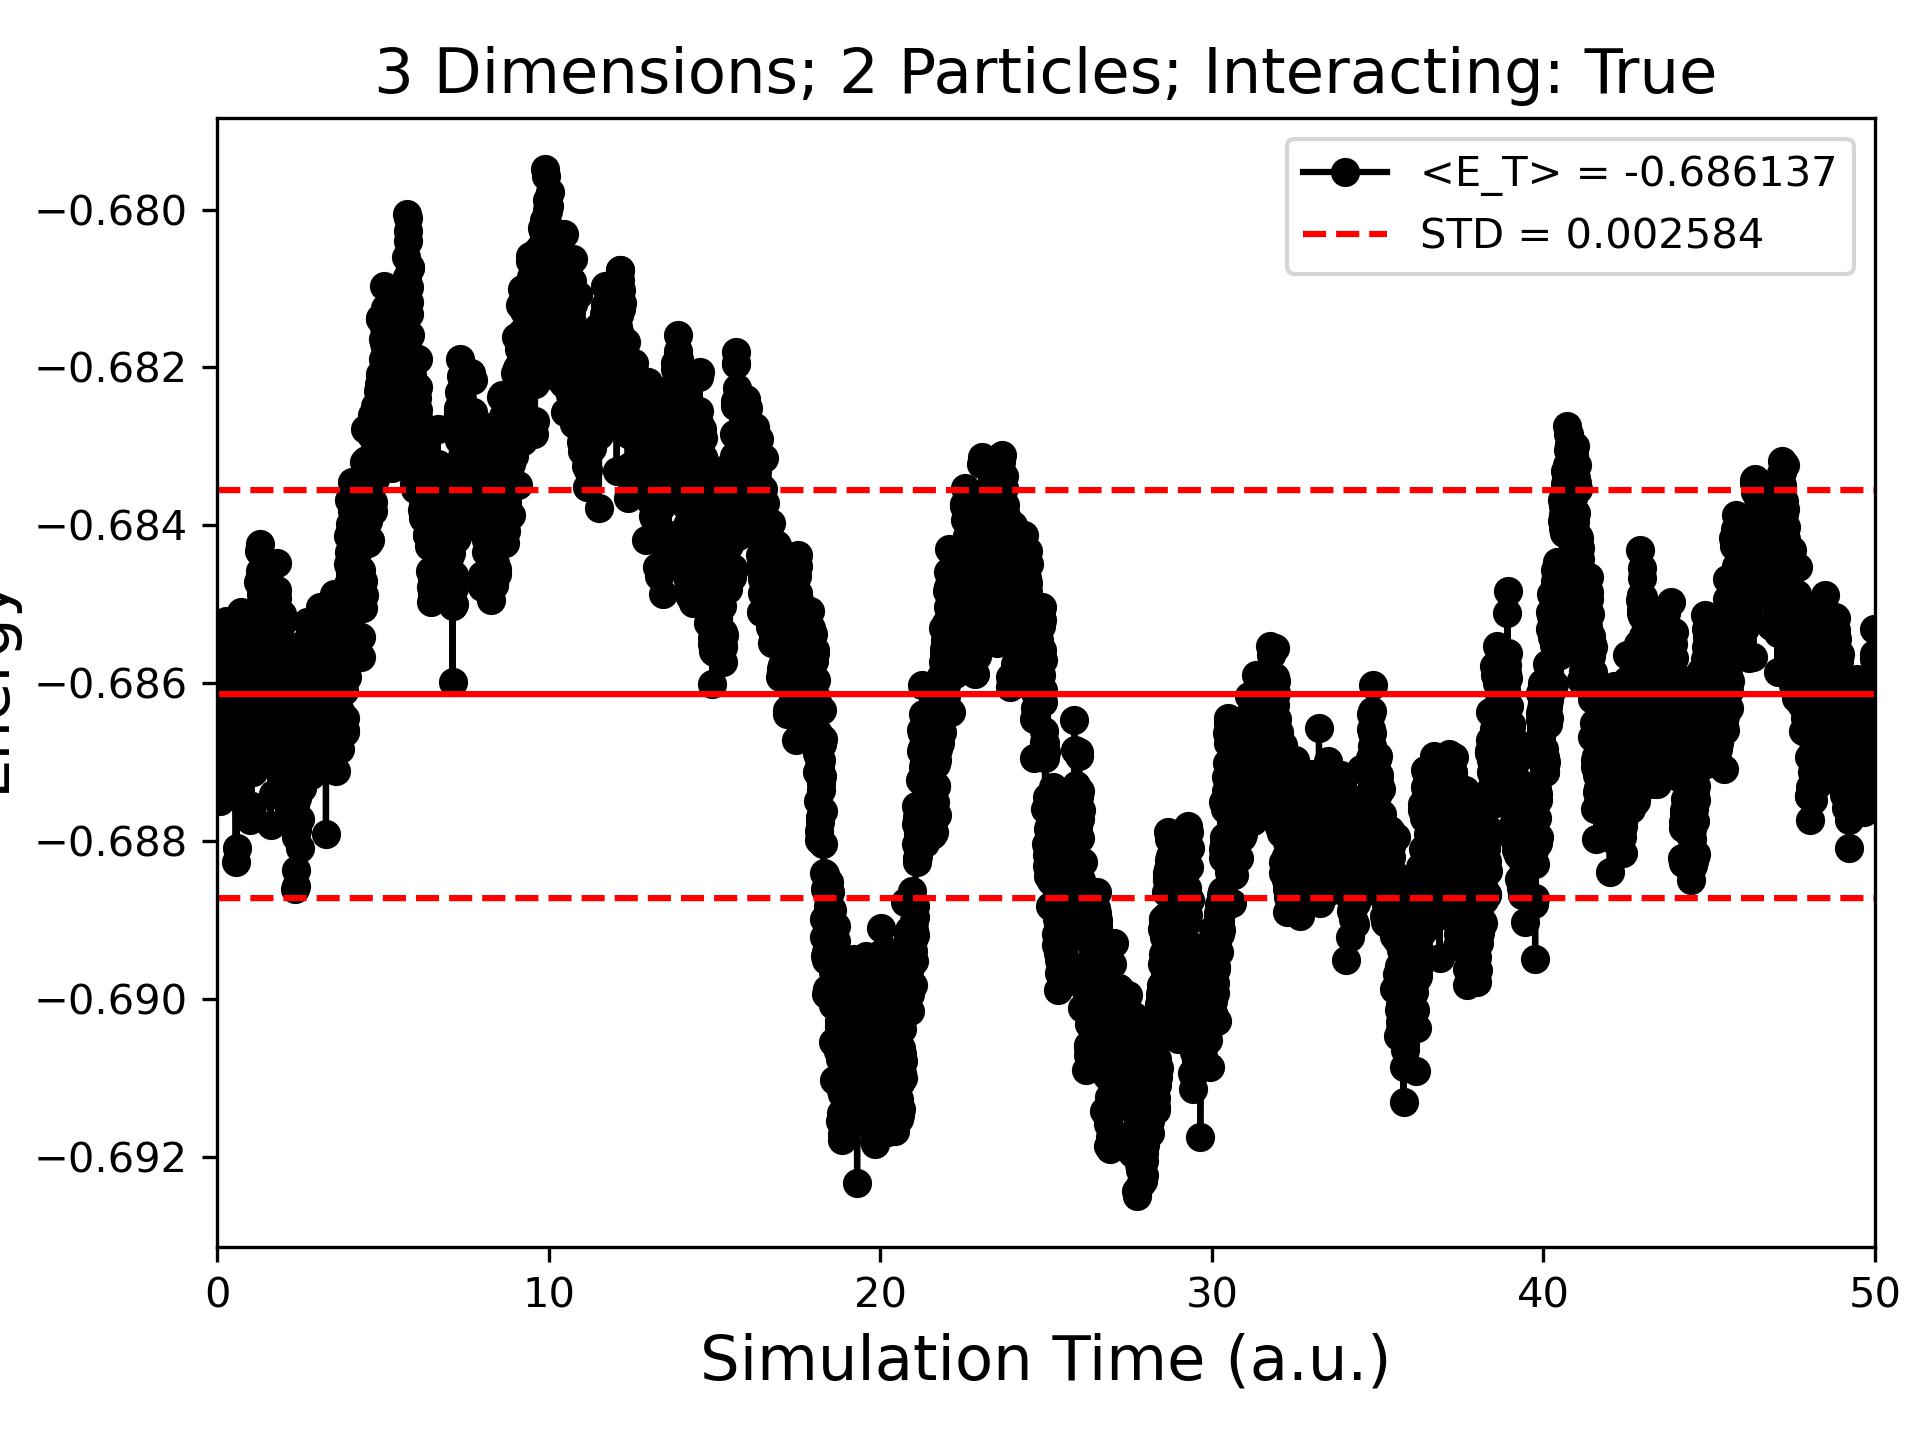 3 Dimensions; 2 Particles; Interacting: True
<E_T> = -0.686137
STD = 0.002584
−0.680
−0.682
−0.684
−0.686
−0.688
−0.690
−0.692
Energy
0 10 20 30 40 50
Simulation Time (a.u.)